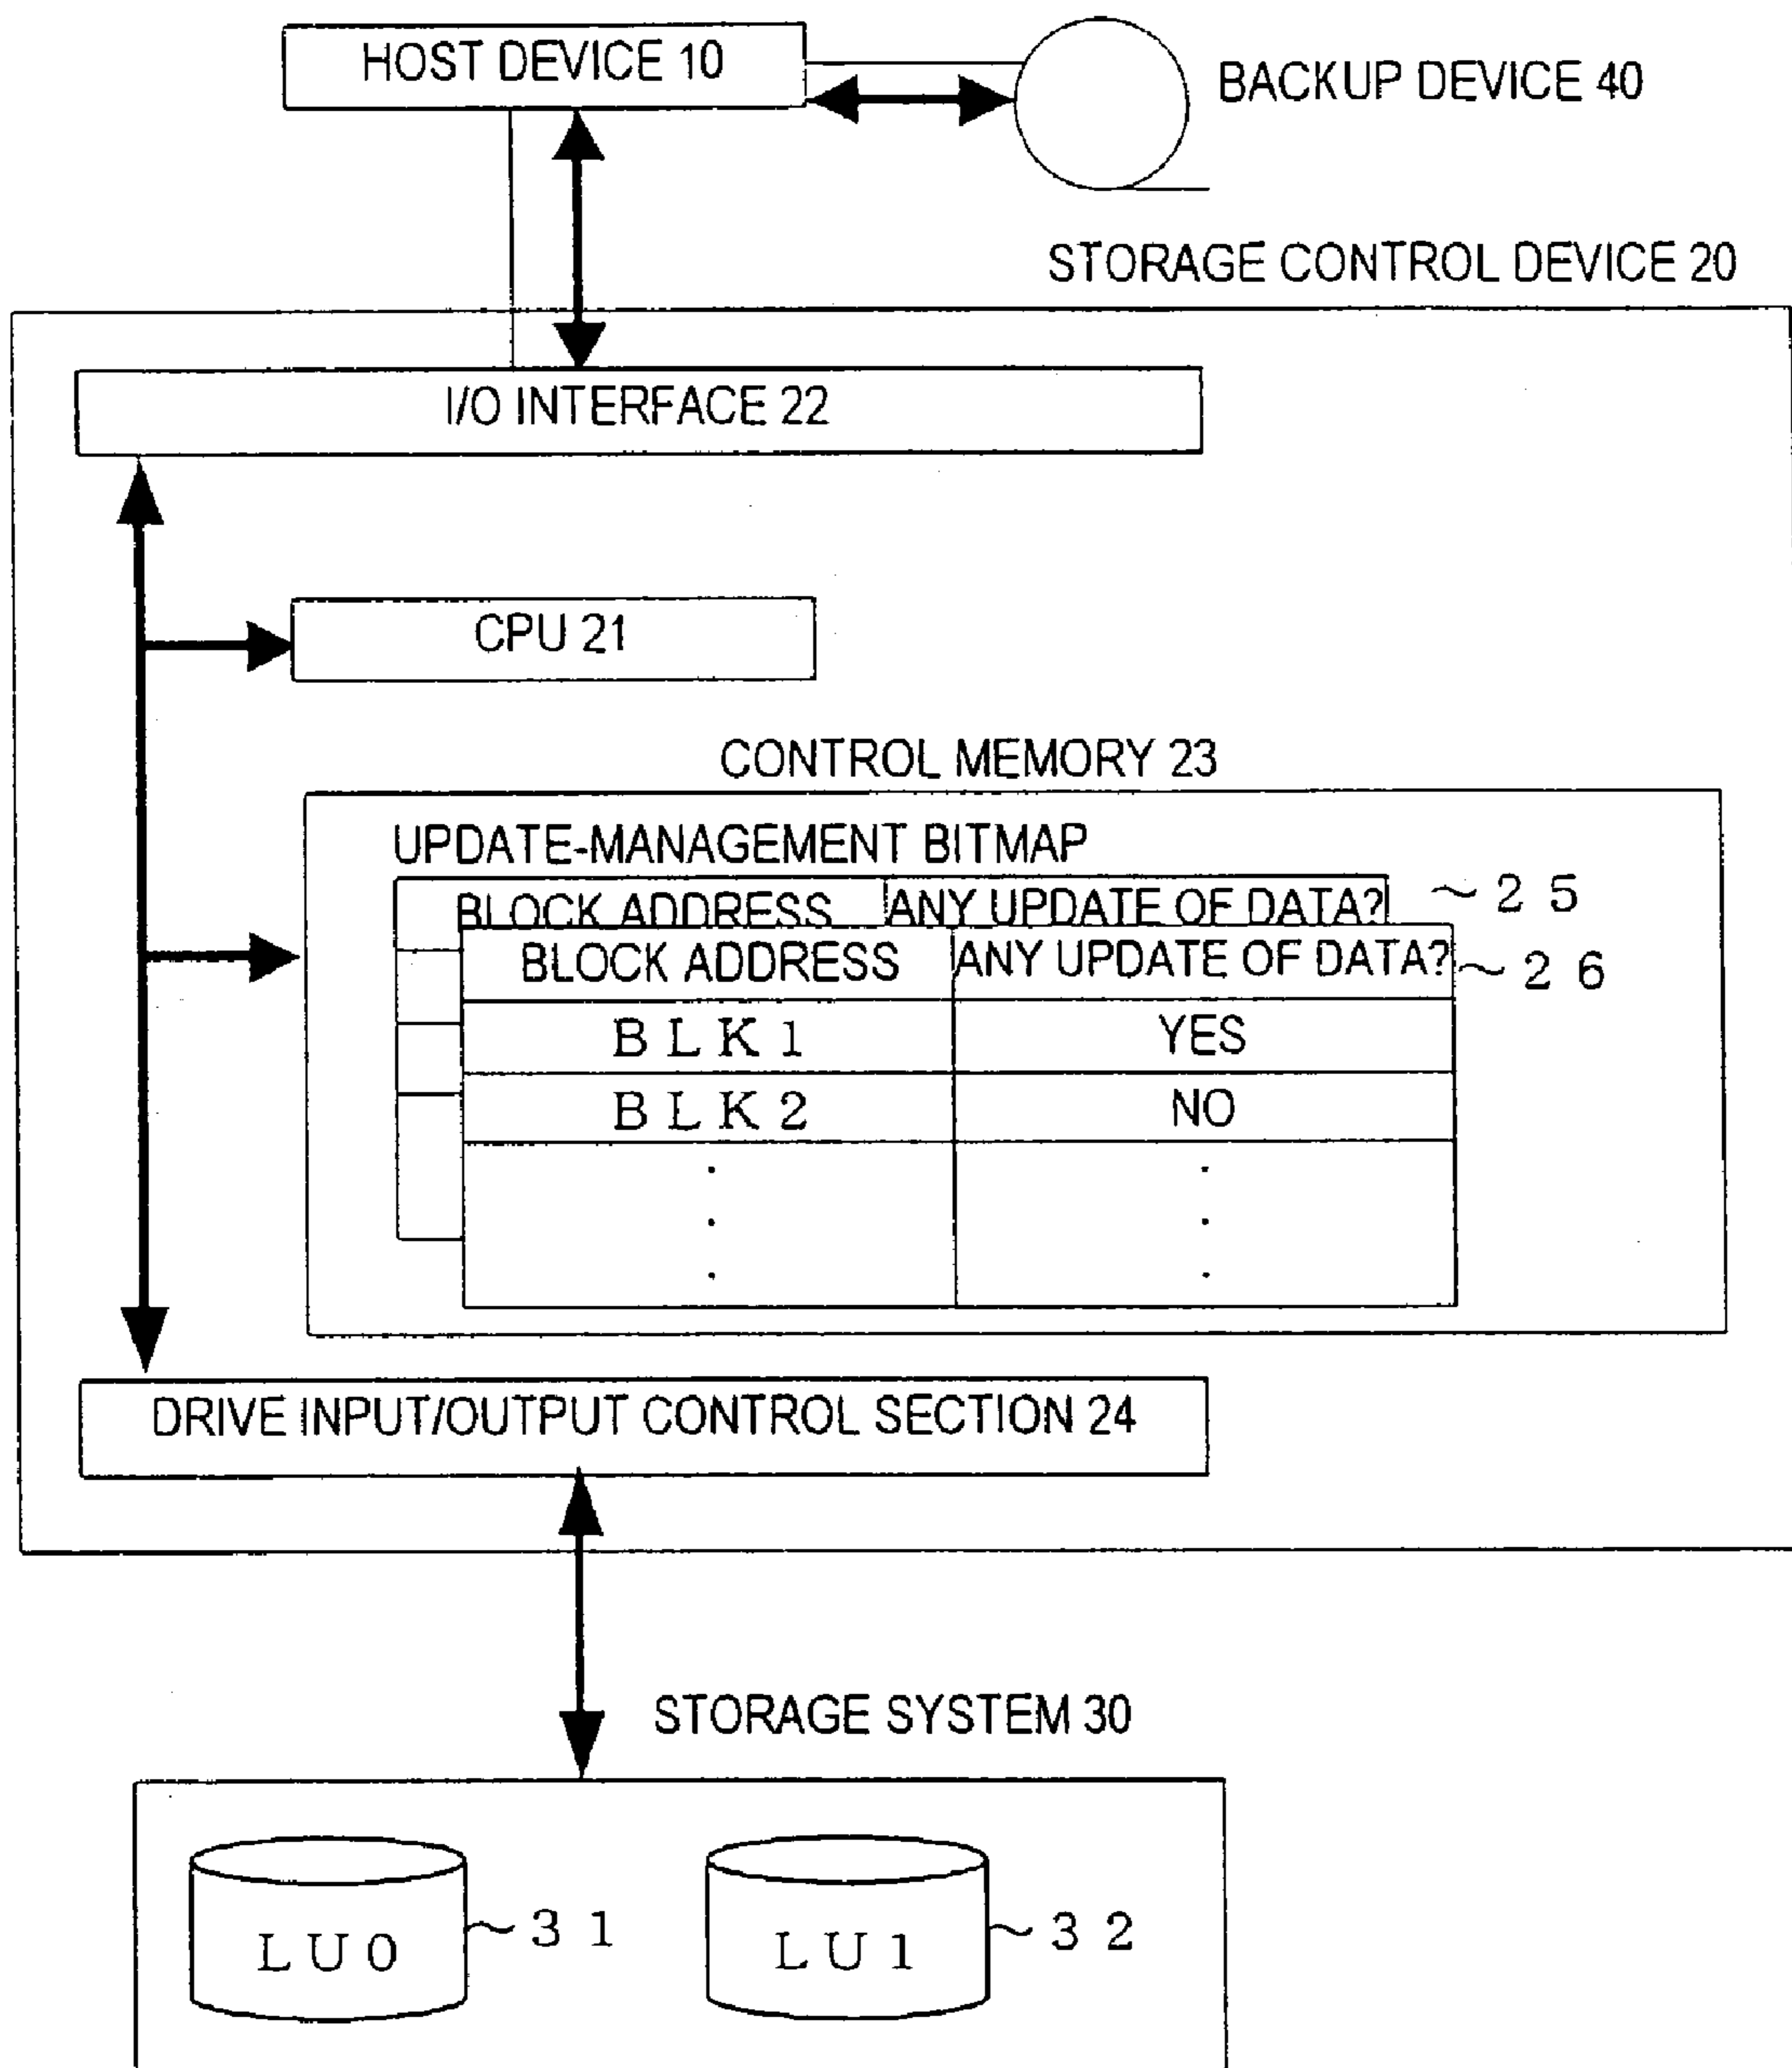 HOST DEVICE 10
BACKUP DEVICE 40
STORAGE CONTROL DEVICE 20
I/O INTERFACE 22
CPU 21
CONTROL MEMORY 23
UPDATE-MANAGEMENT BITMAP
BLOCK ADDRESS ANY UPDATE OF DATA? ~25
BLOCK ADDRESS ANY UPDATE OF DATA? ~26
BLK1 YES
BLK2 NO
. .
. .
. .
DRIVE INPUT/OUTPUT CONTROL SECTION 24
STORAGE SYSTEM 30
LU0 ~31 LU1 ~32